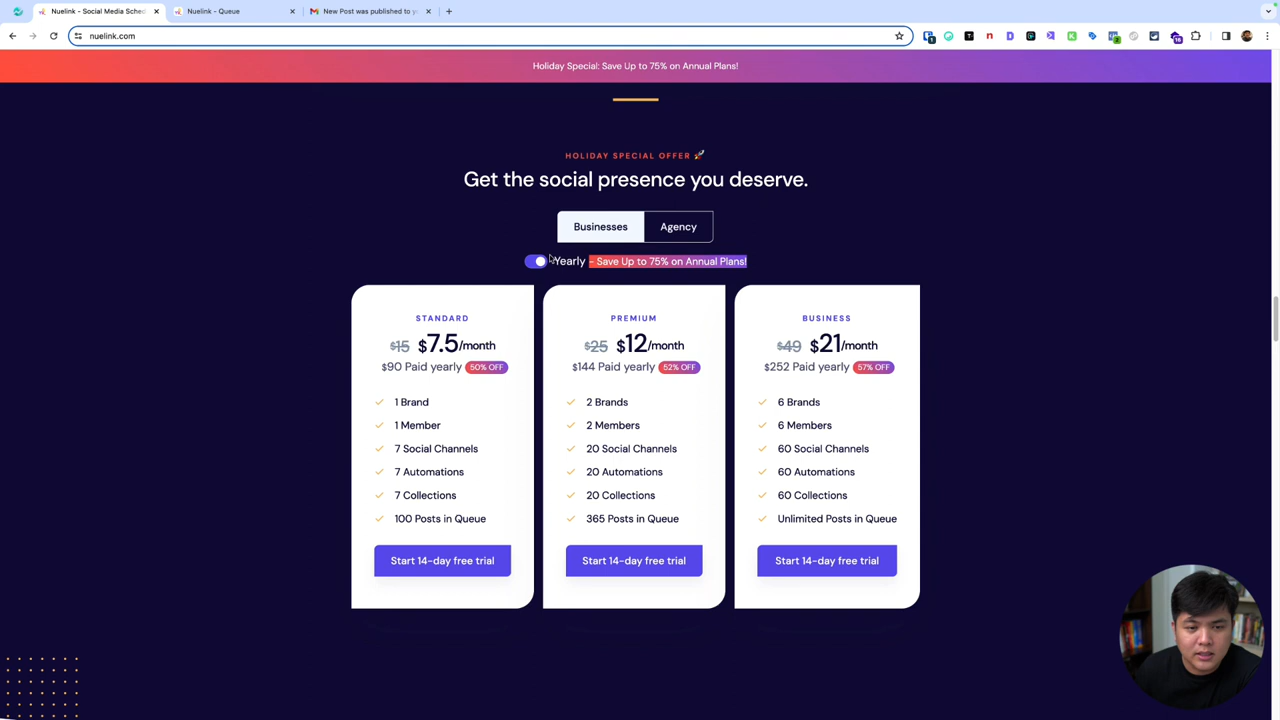 Nuelink - Social Media Sched
Nuelink - Queue
New Post was published to y
nuelink.com
Holiday Special: Save Up to 75% on Annual Plans!
HOLIDAY SPECIAL OFFER 🚀
Get the social presence you deserve.
Businesses
Agency
Yearly - Save Up to 75% on Annual Plans!
STANDARD
$15 $7.5/month
$90 Paid yearly 50% OFF
1 Brand
1 Member
7 Social Channels
7 Automations
7 Collections
100 Posts in Queue
Start 14-day free trial
PREMIUM
$25 $12/month
$144 Paid yearly 52% OFF
2 Brands
2 Members
20 Social Channels
20 Automations
20 Collections
365 Posts in Queue
Start 14-day free trial
BUSINESS
$49 $21/month
$252 Paid yearly 57% OFF
6 Brands
6 Members
60 Social Channels
60 Automations
60 Collections
Unlimited Posts in Queue
Start 14-day free trial